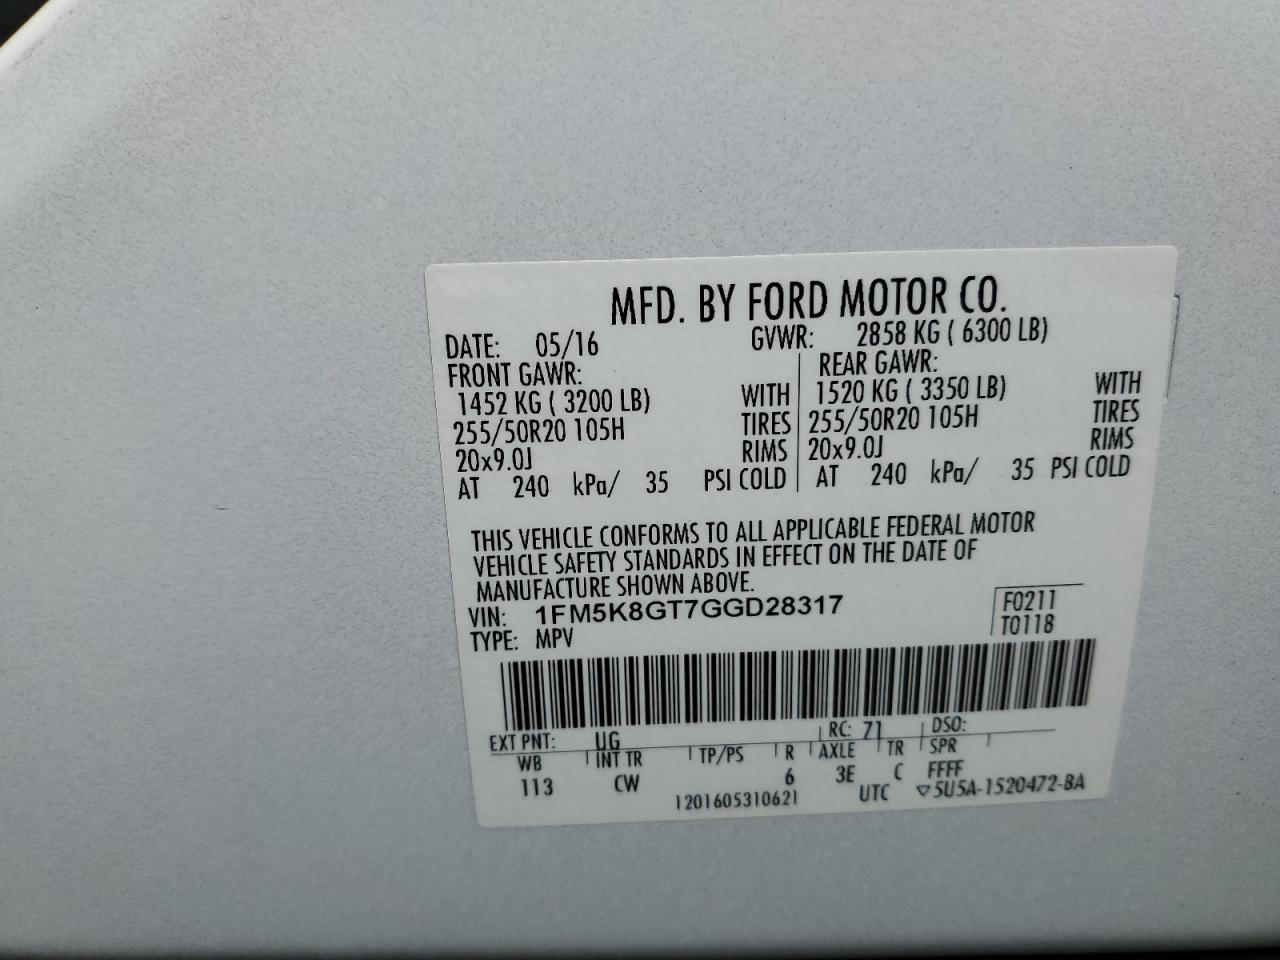 MFD. BY FORD MOTOR CO.
DATE: 05/16 GVWR: 2858 KG ( 6300 LB)
FRONT GAWR: REAR GAWR:
1452 KG ( 3200 LB) WITH 1520 KG ( 3350 LB) WITH
255/50R20 105H TIRES 255/50R20 105H TIRES
20x9.0J RIMS 20x9.0J RIMS
AT 240 kPa/ 35 PSI COLD AT 240 kPa/ 35 PSI COLD
THIS VEHICLE CONFORMS TO ALL APPLICABLE FEDERAL MOTOR
VEHICLE SAFETY STANDARDS IN EFFECT ON THE DATE OF
MANUFACTURE SHOWN ABOVE.
VIN: 1FM5K8GT7GGD28317 F0211
TYPE: MPV T0118
EXT PNT: UG RC: 71 DSO:
WB INT TR TP/PS R AXLE TR SPR
113 CW 6 3E C FFFF
1201605310621 UTC ▽5U5A-1520472-BA